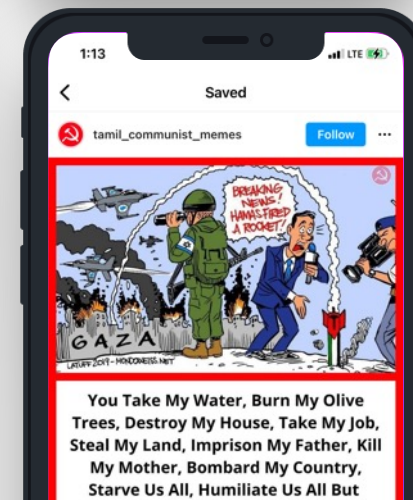 1:13
LTE
Saved
tamil_communist_memes
Follow
BREAKING
NEWS!
HAMAS FIRED
A ROCKET!
GAZA
LATUFF 2019 - MONDOWEISS.NET
You Take My Water, Burn My Olive
Trees, Destroy My House, Take My Job,
Steal My Land, Imprison My Father, Kill
My Mother, Bombard My Country,
Starve Us All, Humiliate Us All But